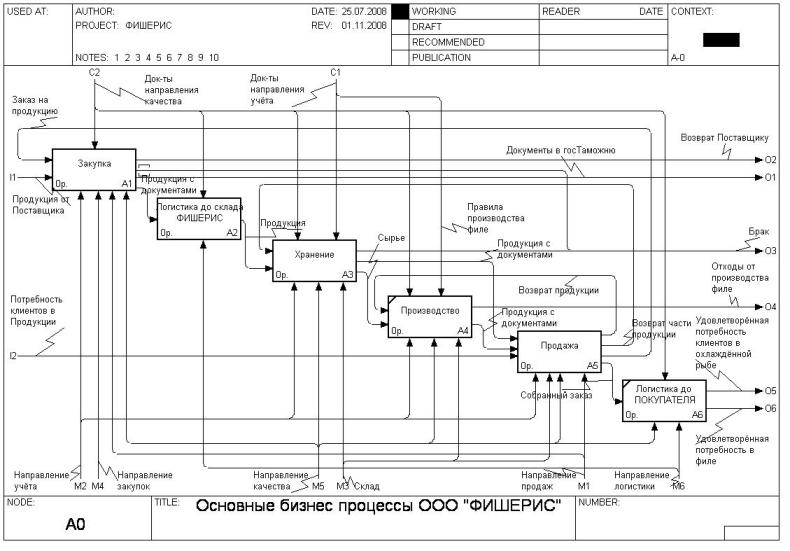 USED AT:
AUTHOR:
DATE: 25.07.2008
WORKING
READER
DATE
CONTEXT:
PROJECT: ФИШЕРИС
REV: 01.11.2008
DRAFT
RECOMMENDED
NOTES: 1 2 3 4 5 6 7 8 9 10
PUBLICATION
A-0
C2
C1
Док-ты
направления
качества
Док-ты
направления
учёта
Заказ на
продукцию
Возврат Поставщику
Документы в госТаможню
Закупка
0р.
A1
O2
O1
I1
Продукция от
Поставщика
Продукция с
документами
Логистика до склада
ФИШЕРИС
0р.
A2
Продукция
Правила
производства
филе
Сырье
Хранение
0р.
A3
Продукция с
документами
Брак
O3
Отходы от
производства
филе
O4
Возврат продукции
Потребность
клиентов в
Продукции
Производство
0р.
A4
Продукция с
документами
Возврат части
продукции
Удовлетворённая
потребность
клиентов в
охлаждённой
рыбе
I2
Продажа
0р.
A5
Собранный заказ
Логистика до
ПОКУПАТЕЛЯ
0р.
A6
O5
O6
Удовлетворённая
потребность в
филе
Направление
учёта
M2
M4
Направление
закупок
Направление
качества
M5
M3
Склад
Направление
продаж
M1
Направление
логистики
M6
NODE:
A0
TITLE:
Основные бизнес процессы ООО "ФИШЕРИС"
NUMBER: